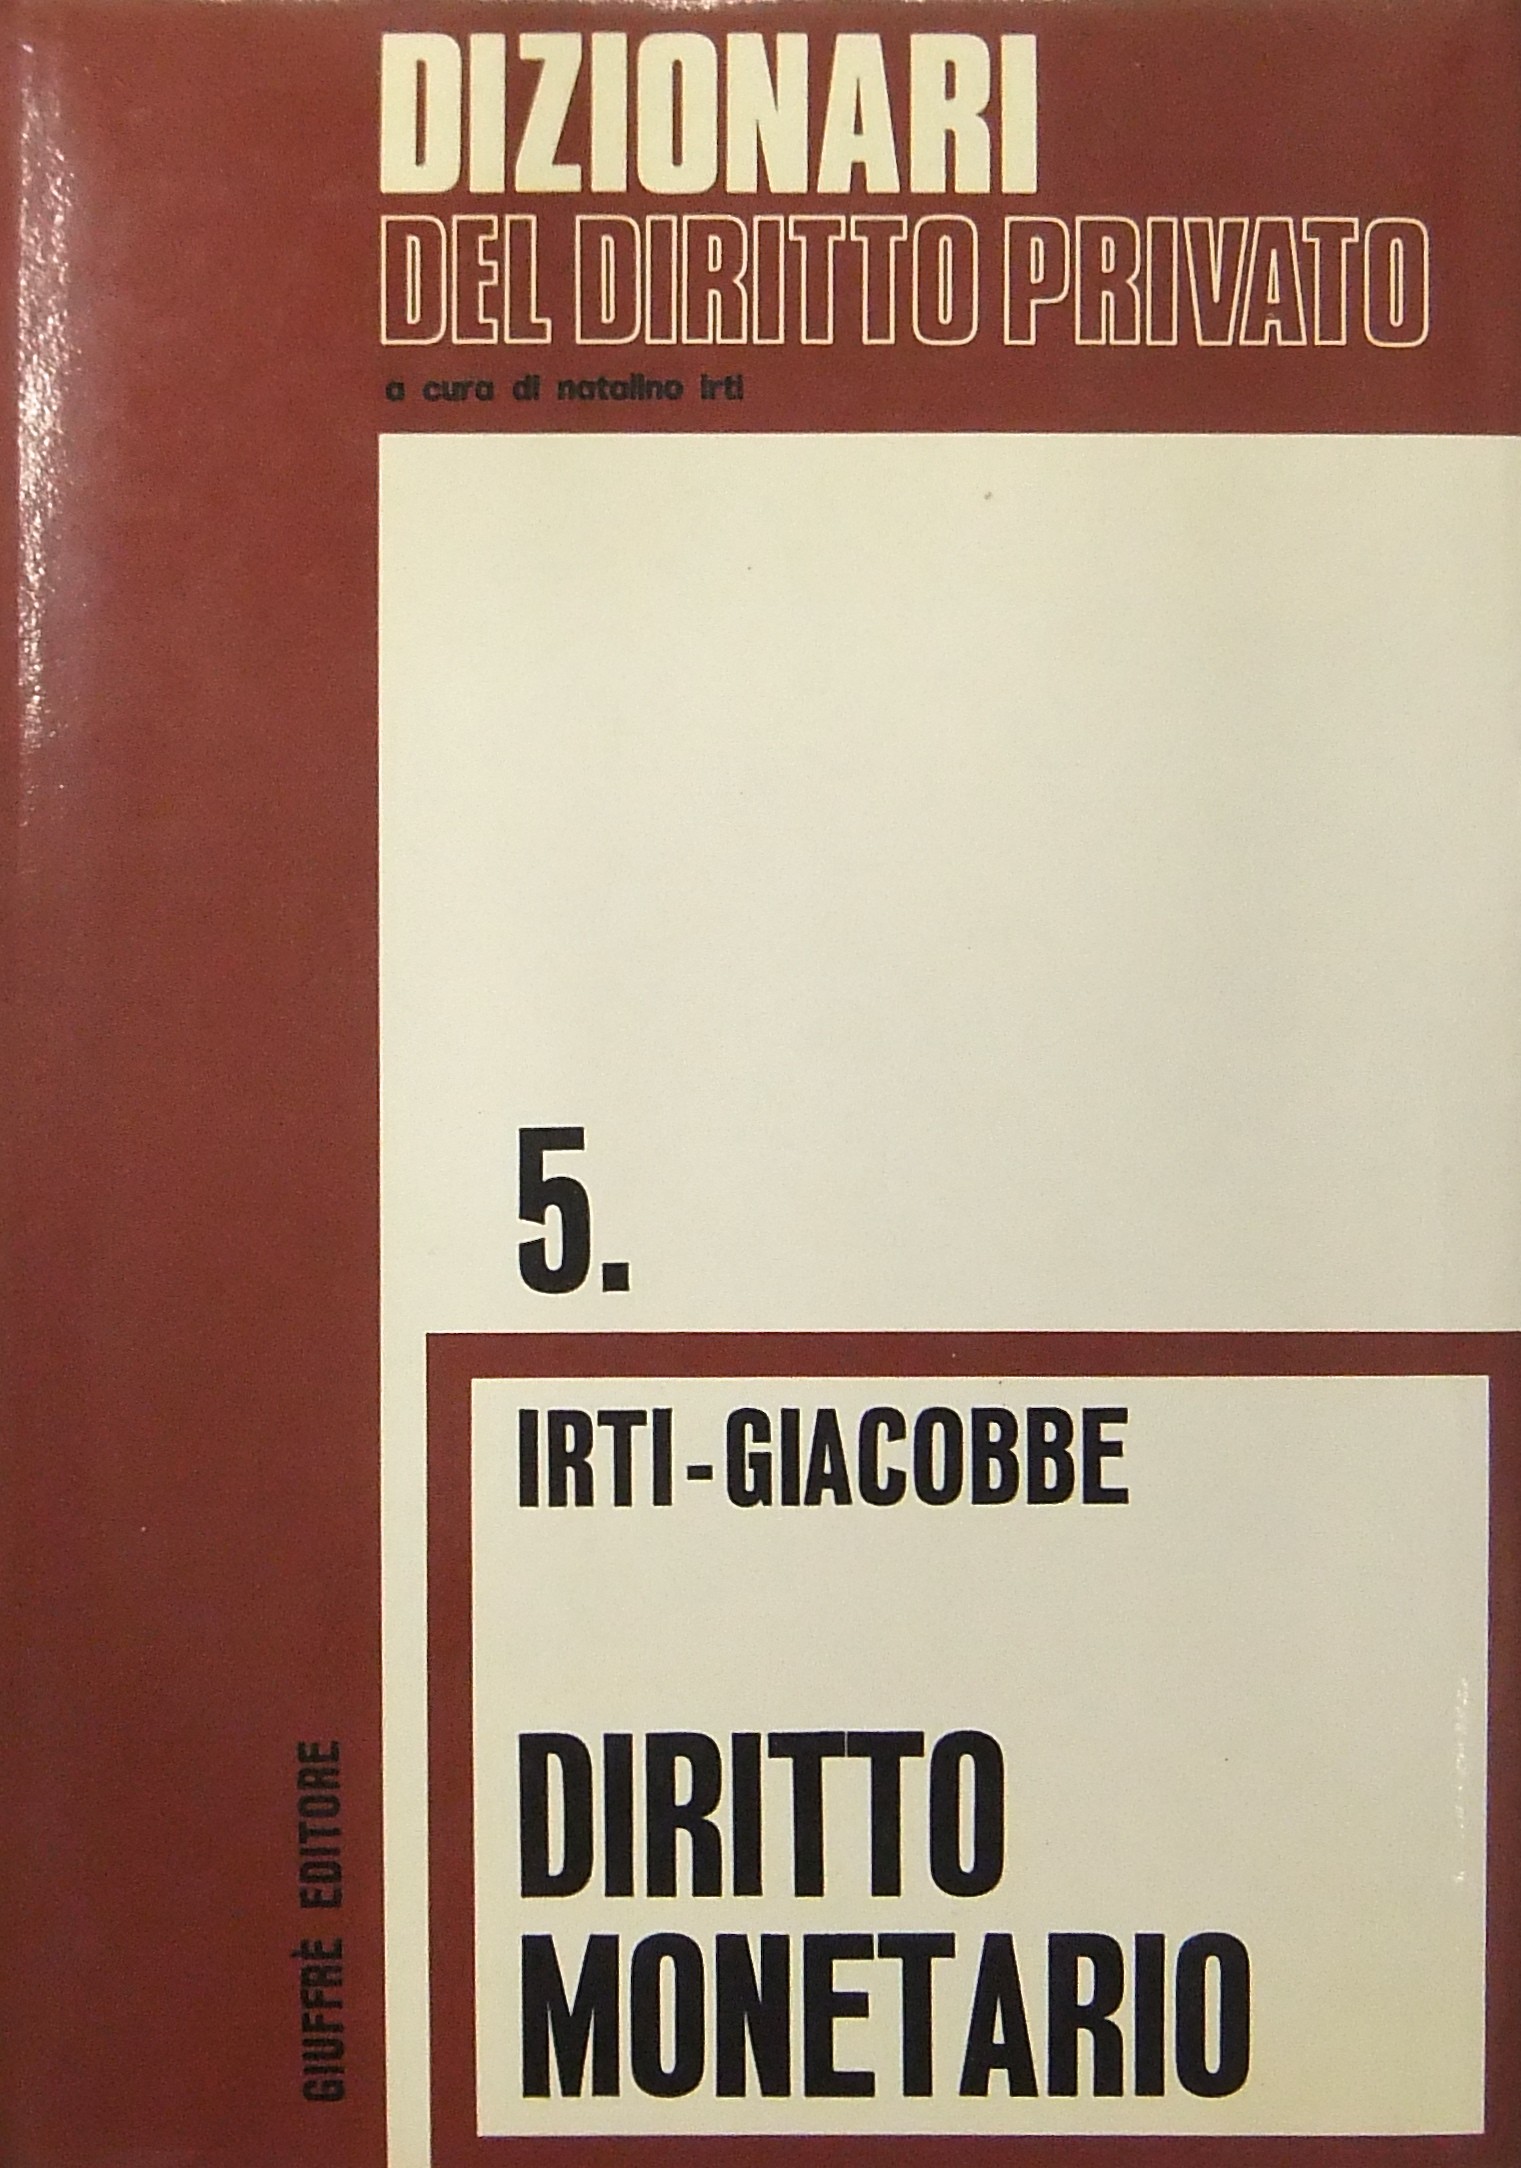 DIZIONARI
DEL DIRITTO PRIVATO
a cura di natalino irti
5.
IRTI-GIACOBBE
DIRITTO
MONETARIO
GIUFFRÈ EDITORE